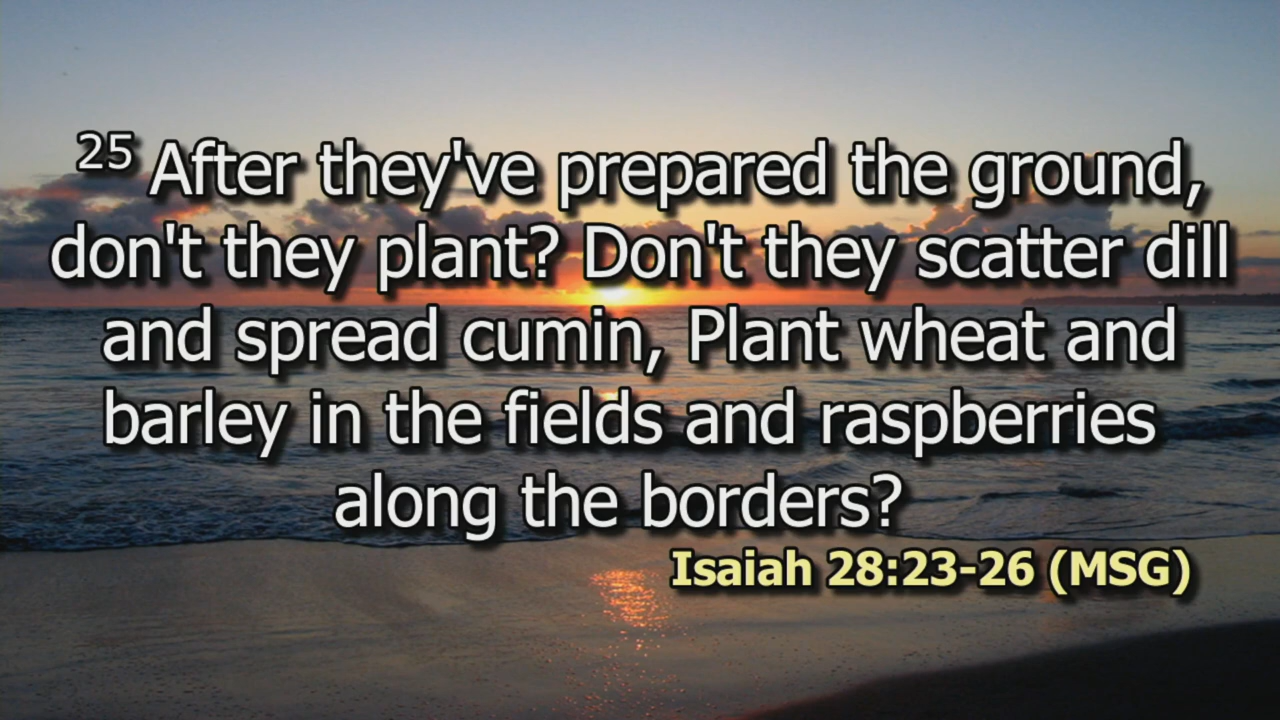 25 After they've prepared the ground,
don't they plant? Don't they scatter dill
and spread cumin, Plant wheat and
barley in the fields and raspberries
along the borders?
Isaiah 28:23-26 (MSG)